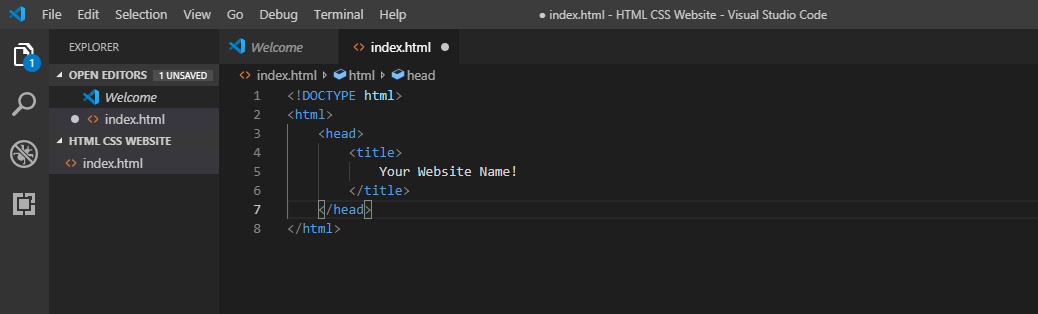 File Edit Selection View Go Debug Terminal Help ● index.html - HTML CSS Website - Visual Studio Code
EXPLORER
OPEN EDITORS 1 UNSAVED
Welcome
index.html
HTML CSS WEBSITE
index.html
1
Welcome
index.html
index.html html head
1 <!DOCTYPE html>
2 <html>
3 <head>
4 <title>
5 Your Website Name!
6 </title>
7 </head>
8 </html>